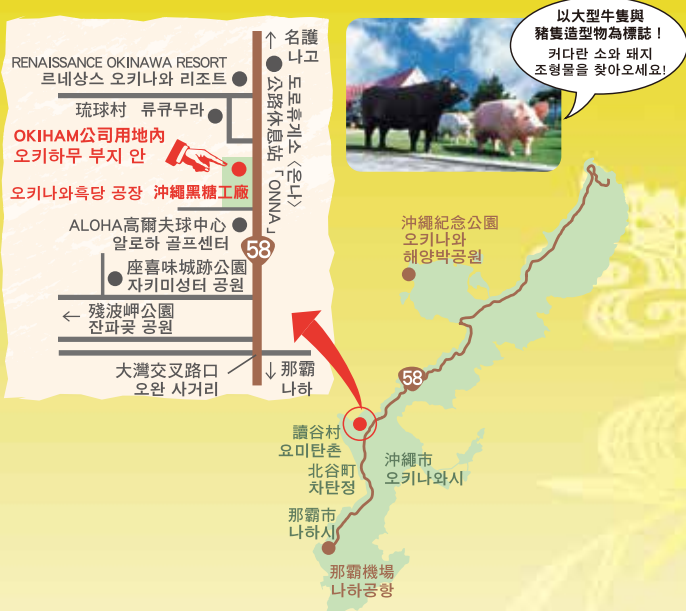 以大型牛隻與
豬隻造型物為標誌！
커다란 소와 돼지
조형물을 찾아오세요!
↑ 名護
나고
RENAISSANCE OKINAWA RESORT
르네상스 오키나와 리조트
도로휴게소〈온나〉
公路休息站「ONNA」
琉球村 류큐무라
OKIHAM公司用地內
오키하무 부지 안
오키나와흑당 공장 沖繩黑糖工廠
ALOHA高爾夫球中心
알로하 골프센터
58
座喜味城跡公園
자키미성터 공원
← 殘波岬公園
잔파곶 공원
大灣交叉路口
오완 사거리
↓ 那霸
나하
沖繩紀念公園
오키나와
해양박공원
58
讀谷村
요미탄촌
北谷町
차탄정
沖繩市
오키나와시
那霸市
나하시
那霸機場
나하공항